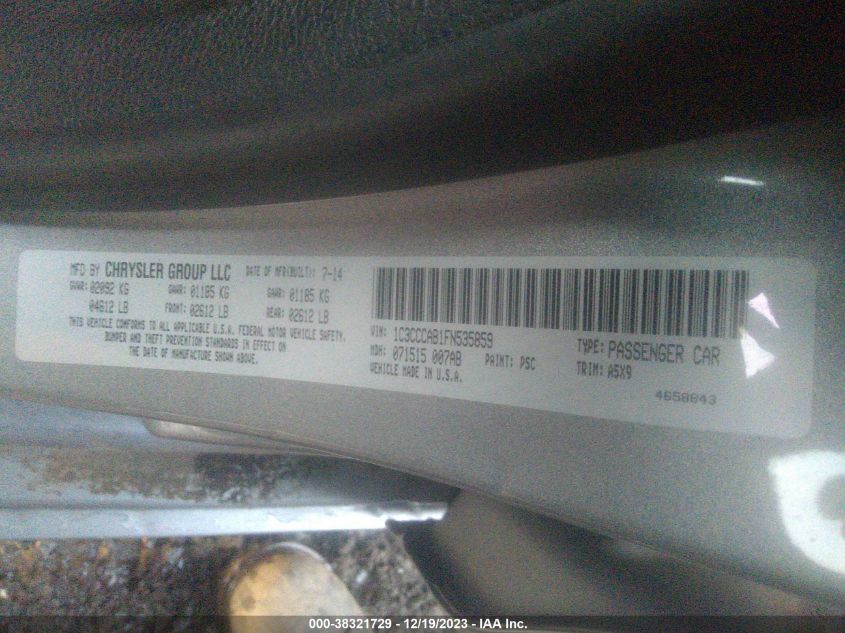 MFD BY CHRYSLER GROUP LLC DATE OF MFR(BUILT): 7-14
GVWR: 02092 KG GAWR: 01185 KG GAWR: 01185 KG
04612 LB FRONT: 02612 LB REAR: 02612 LB
THIS VEHICLE CONFORMS TO ALL APPLICABLE U.S.A. FEDERAL MOTOR VEHICLE SAFETY,
BUMPER AND THEFT PREVENTION STANDARDS IN EFFECT ON
THE DATE OF MANUFACTURE SHOWN ABOVE.
VIN: 1C3CCCAB1FN535859 TYPE: PASSENGER CAR
MDH: 071515 007AB PAINT: PSC TRIM: A5X9
VEHICLE MADE IN U.S.A.
4658843
000-38321729 - 12/19/2023 - IAA Inc.